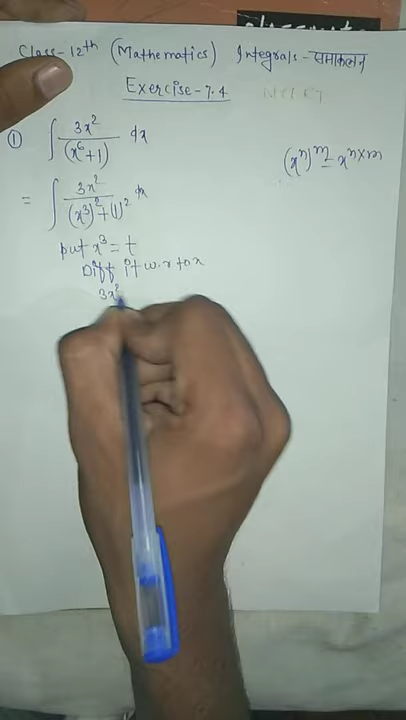 Class-12th (Mathematics) Integrals-समाकलन
Exercise-7.4 NCERT
① ∫ 3x²/(x⁶+1) dx
(xⁿ)ᵐ = xⁿˣᵐ
= ∫ 3x²/((x³)²+(1)²) dx
put x³ = t
Diff it w.r to x
3x²